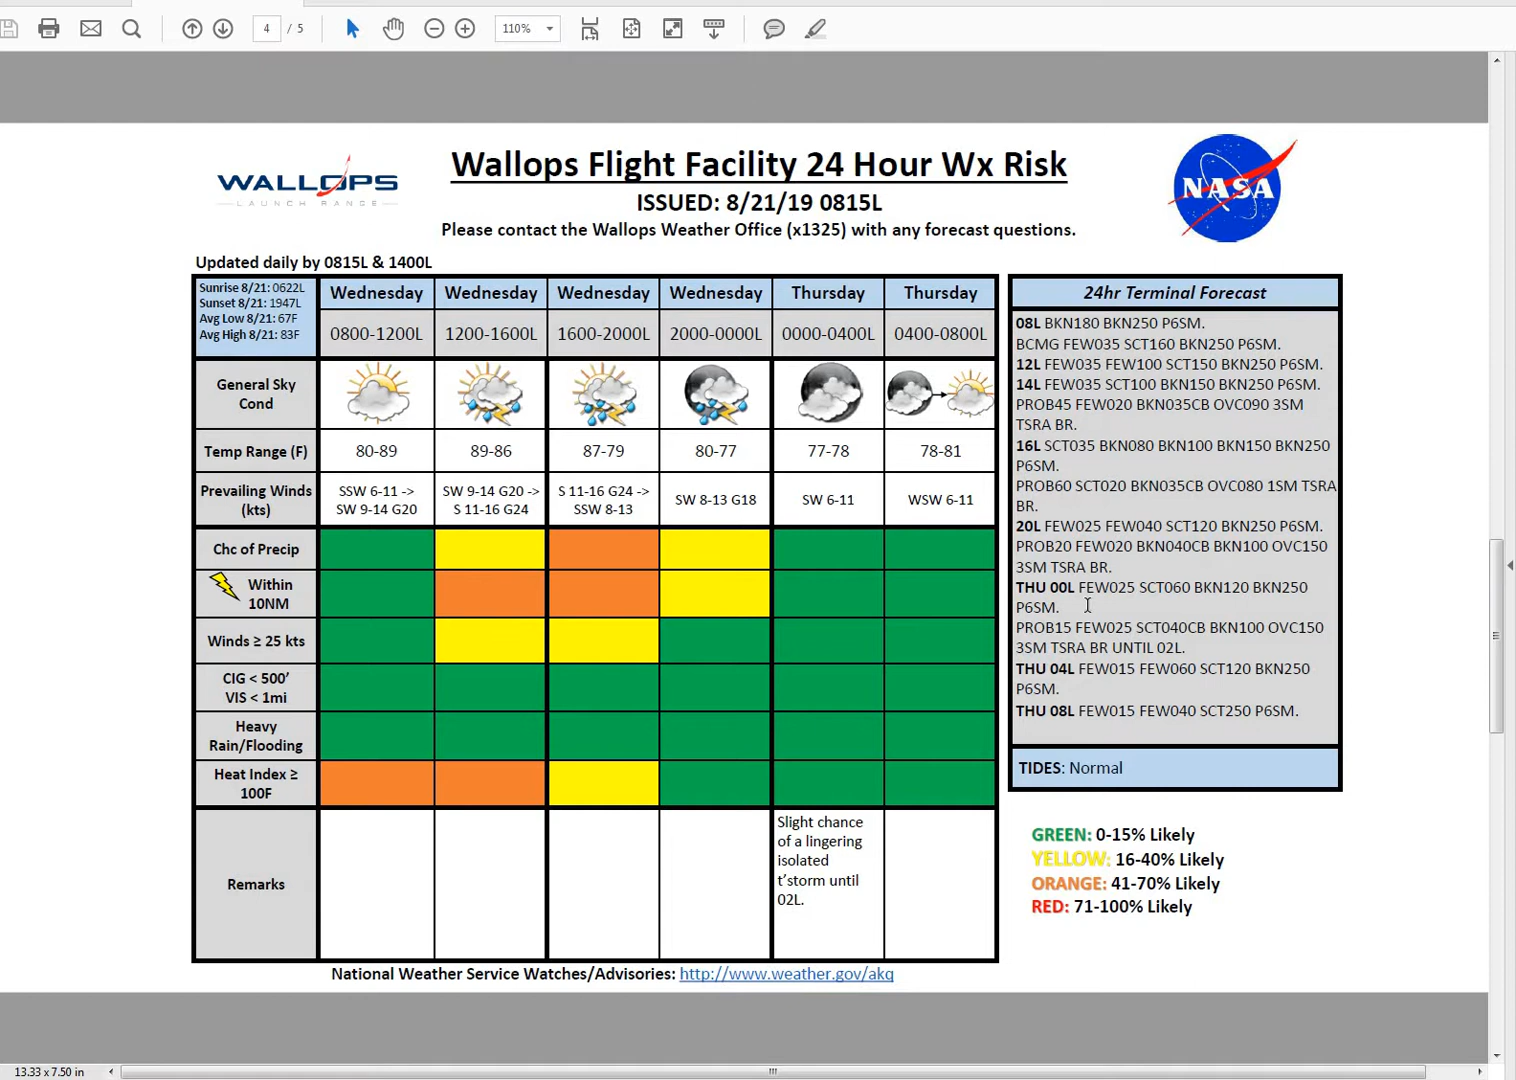 4 / 5
110%
WALLOPS
LAUNCH RANGE
Wallops Flight Facility 24 Hour Wx Risk
ISSUED: 8/21/19 0815L
Please contact the Wallops Weather Office (x1325) with any forecast questions.
NASA
Updated daily by 0815L & 1400L
Sunrise 8/21: 0622L
Sunset 8/21: 1947L
Avg Low 8/21: 67F
Avg High 8/21: 83F
Wednesday Wednesday Wednesday Wednesday Thursday Thursday
0800-1200L 1200-1600L 1600-2000L 2000-0000L 0000-0400L 0400-0800L
General Sky
Cond
Temp Range (F) 80-89 89-86 87-79 80-77 77-78 78-81
Prevailing Winds
(kts)
SSW 6-11 ->
SW 9-14 G20
SW 9-14 G20 ->
S 11-16 G24
S 11-16 G24 ->
SSW 8-13
SW 8-13 G18
SW 6-11
WSW 6-11
Chc of Precip
Within
10NM
Winds ≥ 25 kts
CIG < 500’
VIS < 1mi
Heavy
Rain/Flooding
Heat Index ≥
100F
Remarks
Slight chance
of a lingering
isolated
t’storm until
02L.
National Weather Service Watches/Advisories: http://www.weather.gov/akq
24hr Terminal Forecast
08L BKN180 BKN250 P6SM.
BCMG FEW035 SCT160 BKN250 P6SM.
12L FEW035 FEW100 SCT150 BKN250 P6SM.
14L FEW035 SCT100 BKN150 BKN250 P6SM.
PROB45 FEW020 BKN035CB OVC090 3SM
TSRA BR.
16L SCT035 BKN080 BKN100 BKN150 BKN250
P6SM.
PROB60 SCT020 BKN035CB OVC080 1SM TSRA
BR.
20L FEW025 FEW040 SCT120 BKN250 P6SM.
PROB20 FEW020 BKN040CB BKN100 OVC150
3SM TSRA BR.
THU 00L FEW025 SCT060 BKN120 BKN250
P6SM.
PROB15 FEW025 SCT040CB BKN100 OVC150
3SM TSRA BR UNTIL 02L.
THU 04L FEW015 FEW060 SCT120 BKN250
P6SM.
THU 08L FEW015 FEW040 SCT250 P6SM.
TIDES: Normal
GREEN: 0-15% Likely
YELLOW: 16-40% Likely
ORANGE: 41-70% Likely
RED: 71-100% Likely
13.33 x 7.50 in